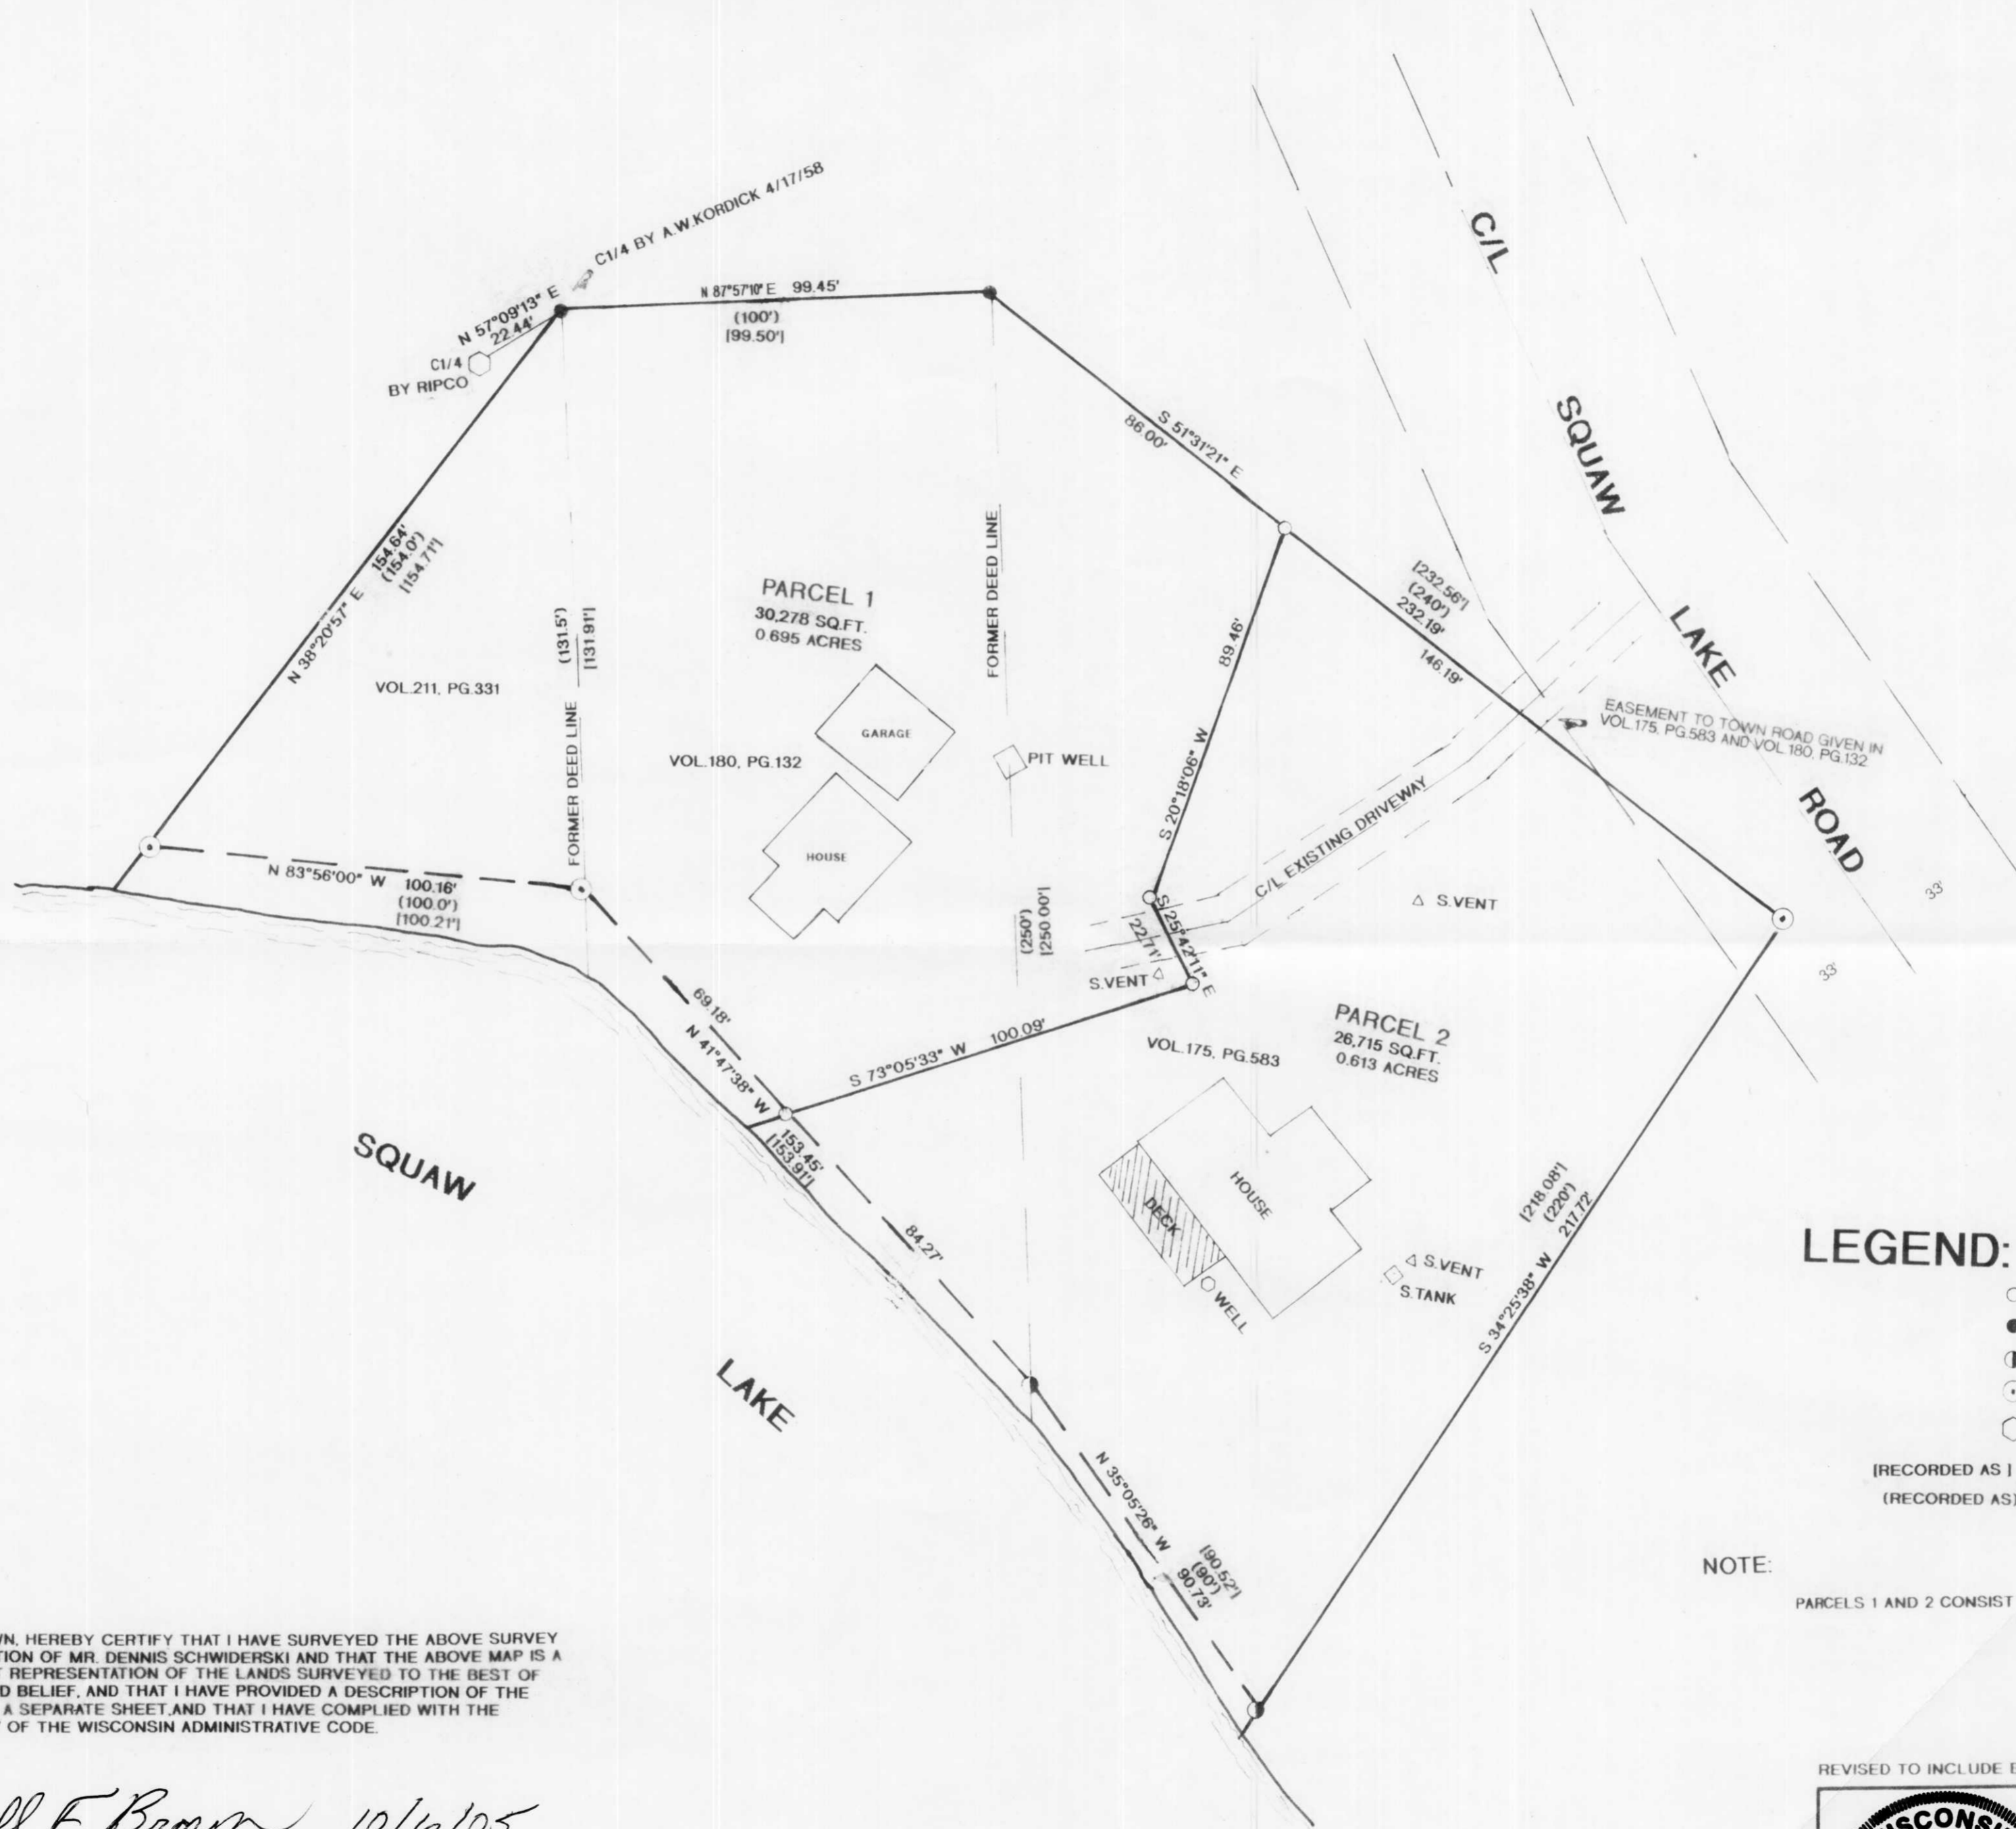 C1/4 BY A.W.KORDICK 4/17/58
N 57°09'13" E
22.44'
C1/4
BY RIPCO
N 87°57'10" E 99.45'
(100')
[99.50']
S 51°31'21" E
86.00'
C/L
SQUAW
LAKE
ROAD
[232.56']
(240')
232.19'
146.19'
154.64'
(154.0')
[154.71']
N 38°20'57" E
VOL.211, PG.331
(131.5')
[131.91']
FORMER DEED LINE
PARCEL 1
30,278 SQ.FT.
0.695 ACRES
FORMER DEED LINE
GARAGE
VOL.180, PG.132
PIT WELL
HOUSE
89.46'
S 20°18'06" W
EASEMENT TO TOWN ROAD GIVEN IN
VOL.175, PG.583 AND VOL.180, PG.132
C/L EXISTING DRIVEWAY
N 83°56'00" W 100.16'
(100.0')
[100.21']
(250')
[250.00']
S 25°42'11" E
22.71'
S.VENT
S.VENT
33'
33'
69.18'
N 41°47'38" W
153.45'
[153.91']
S 73°05'33" W 100.09'
VOL.175, PG.583
PARCEL 2
26,715 SQ.FT.
0.613 ACRES
SQUAW
LAKE
84.27'
HOUSE
DECK
WELL
S.VENT
S.TANK
[218.08']
(220')
217.72'
S 34°25'38" W
N 35°05'26" W
[90.52']
(90')
90.73'
LEGEND:
[RECORDED AS ]
(RECORDED AS)
NOTE:
PARCELS 1 AND 2 CONSIST
WN, HEREBY CERTIFY THAT I HAVE SURVEYED THE ABOVE SURVEY
TION OF MR. DENNIS SCHWIDERSKI AND THAT THE ABOVE MAP IS A
T REPRESENTATION OF THE LANDS SURVEYED TO THE BEST OF
D BELIEF, AND THAT I HAVE PROVIDED A DESCRIPTION OF THE
A SEPARATE SHEET,AND THAT I HAVE COMPLIED WITH THE
OF THE WISCONSIN ADMINISTRATIVE CODE.
F Brown 10/6/05
REVISED TO INCLUDE
ISCONS